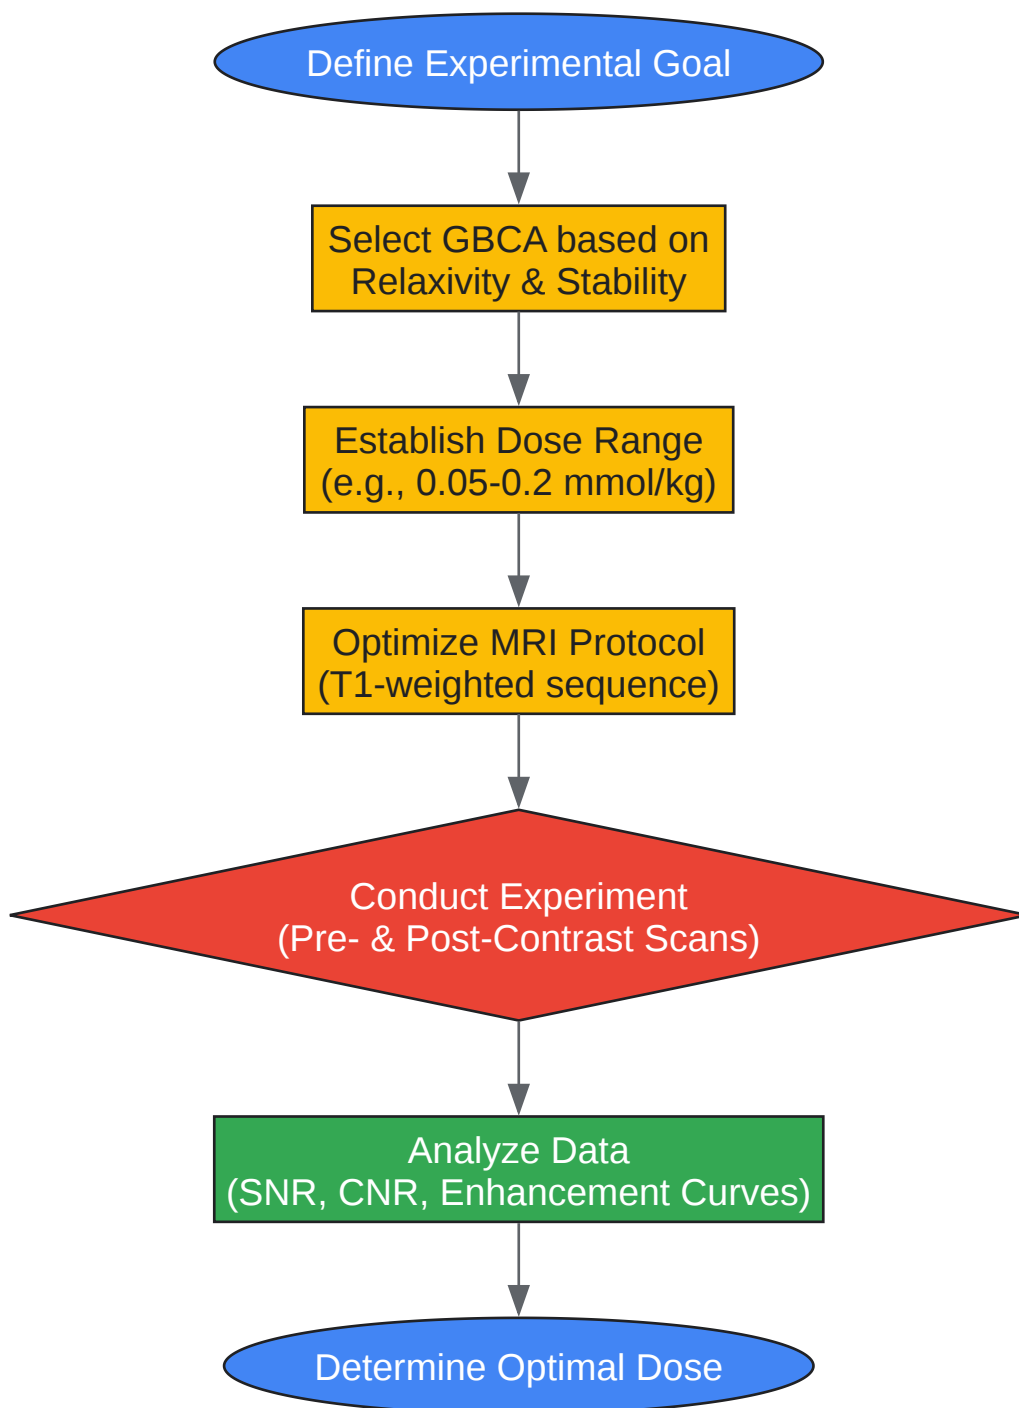 Define Experimental Goal
Select GBCA based on
Relaxivity & Stability
Establish Dose Range
(e.g., 0.05-0.2 mmol/kg)
Optimize MRI Protocol
(T1-weighted sequence)
Conduct Experiment
(Pre- & Post-Contrast Scans)
Analyze Data
(SNR, CNR, Enhancement Curves)
Determine Optimal Dose